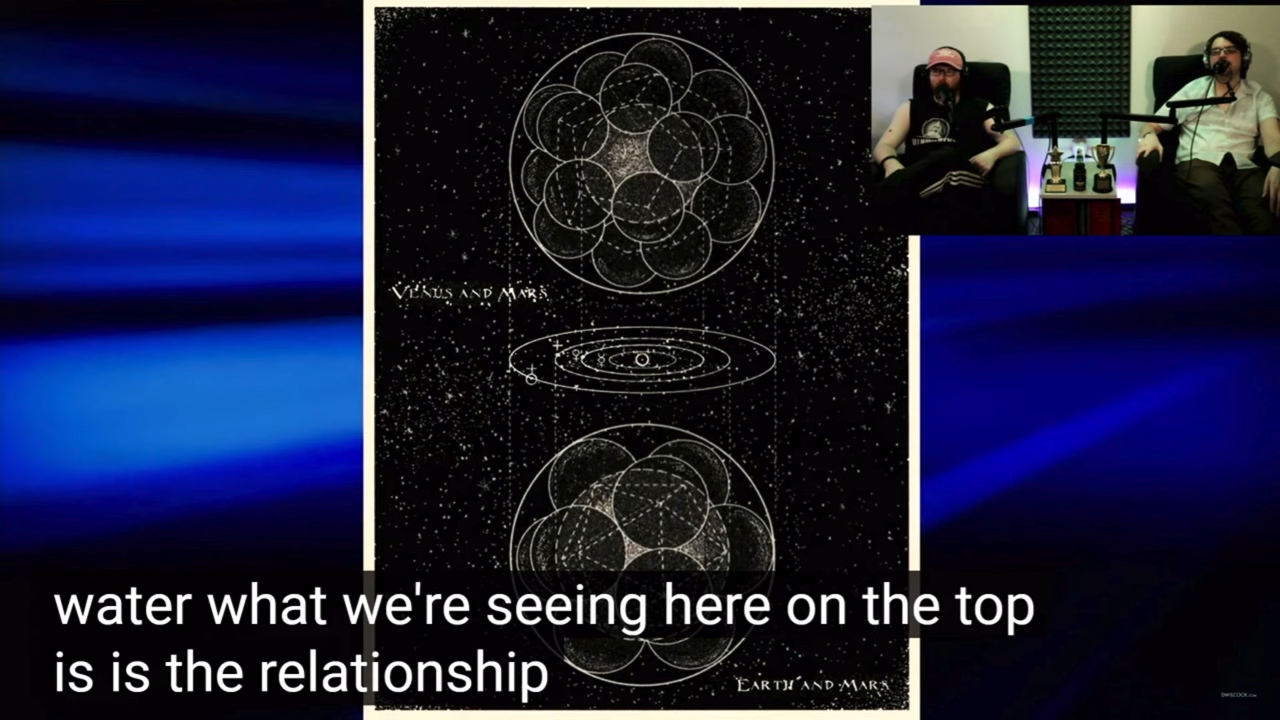 VENUS AND MARS
water what we're seeing here on the top
is is the relationship
EARTH AND MARS